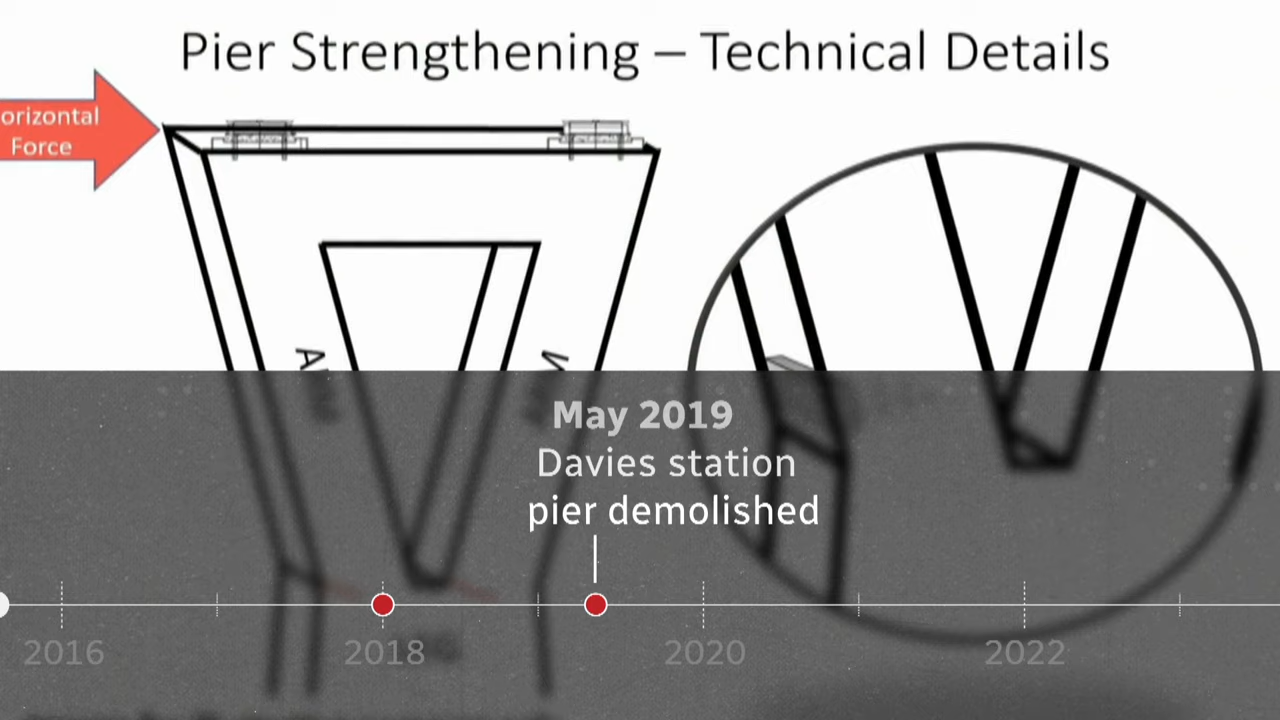 Pier Strengthening – Technical Details
orizontal
Force
May 2019
Davies station
pier demolished
2016
2018
2020
2022